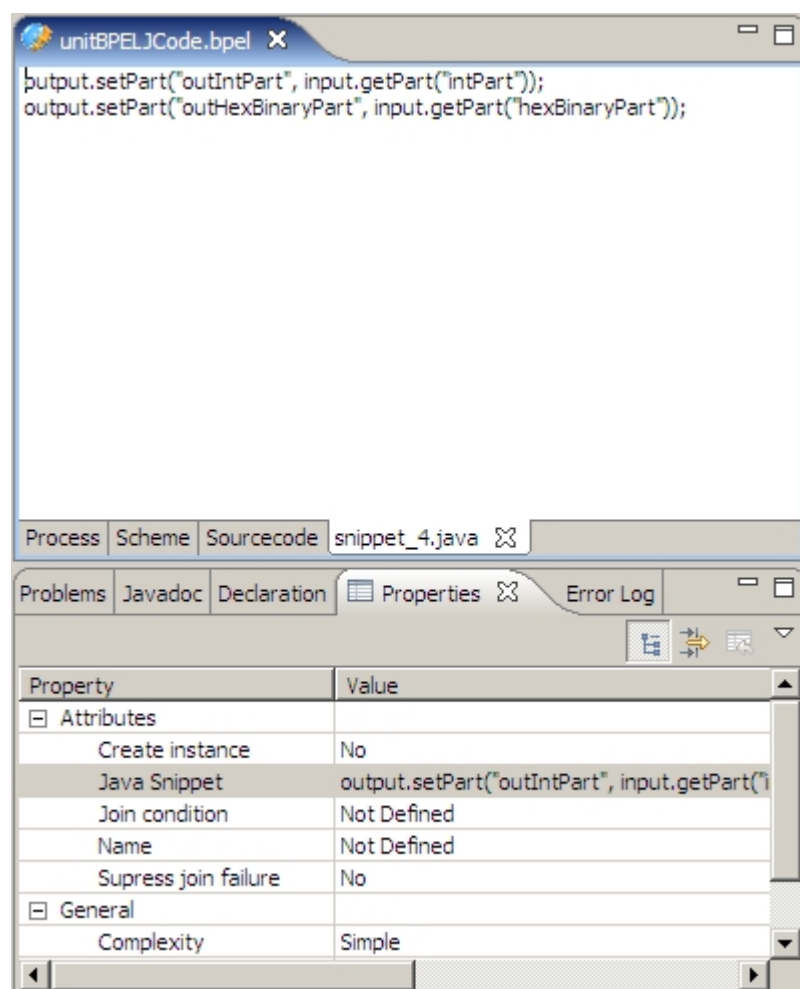 unitBPELJCode.bpel
output.setPart("outIntPart", input.getPart("intPart"));
output.setPart("outHexBinaryPart", input.getPart("hexBinaryPart"));
Process Scheme Sourcecode snippet_4.java
Problems Javadoc Declaration Properties Error Log
Property Value
Attributes
Create instance No
Java Snippet output.setPart("outIntPart", input.getPart("i
Join condition Not Defined
Name Not Defined
Supress join failure No
General
Complexity Simple